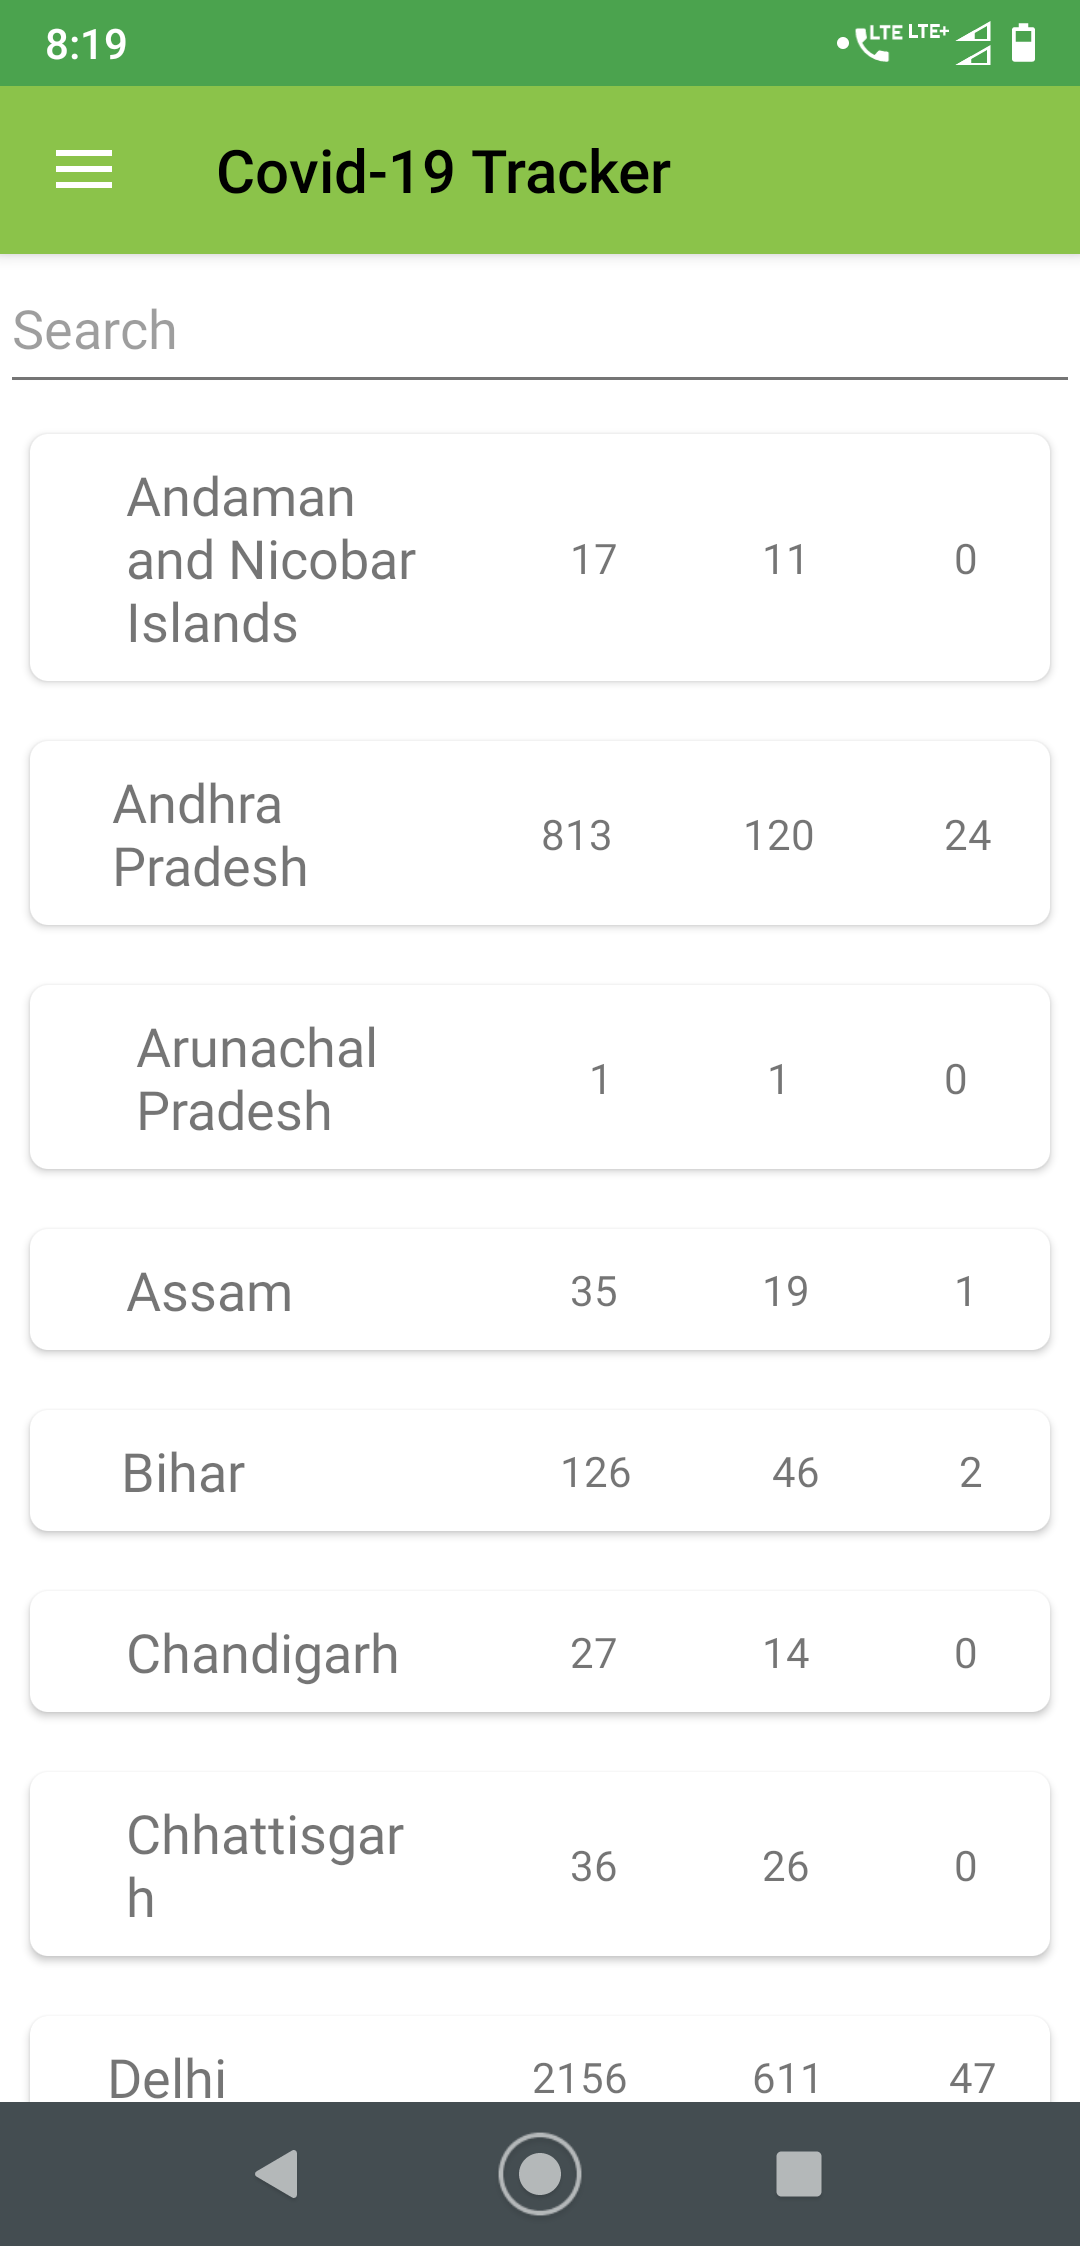 8:19 LTE LTE+
Covid-19 Tracker
Search
Andaman
and Nicobar 17 11 0
Islands
Andhra
Pradesh 813 120 24
Arunachal
Pradesh 1 1 0
Assam 35 19 1
Bihar 126 46 2
Chandigarh 27 14 0
Chhattisgar
h 36 26 0
Delhi 2156 611 47